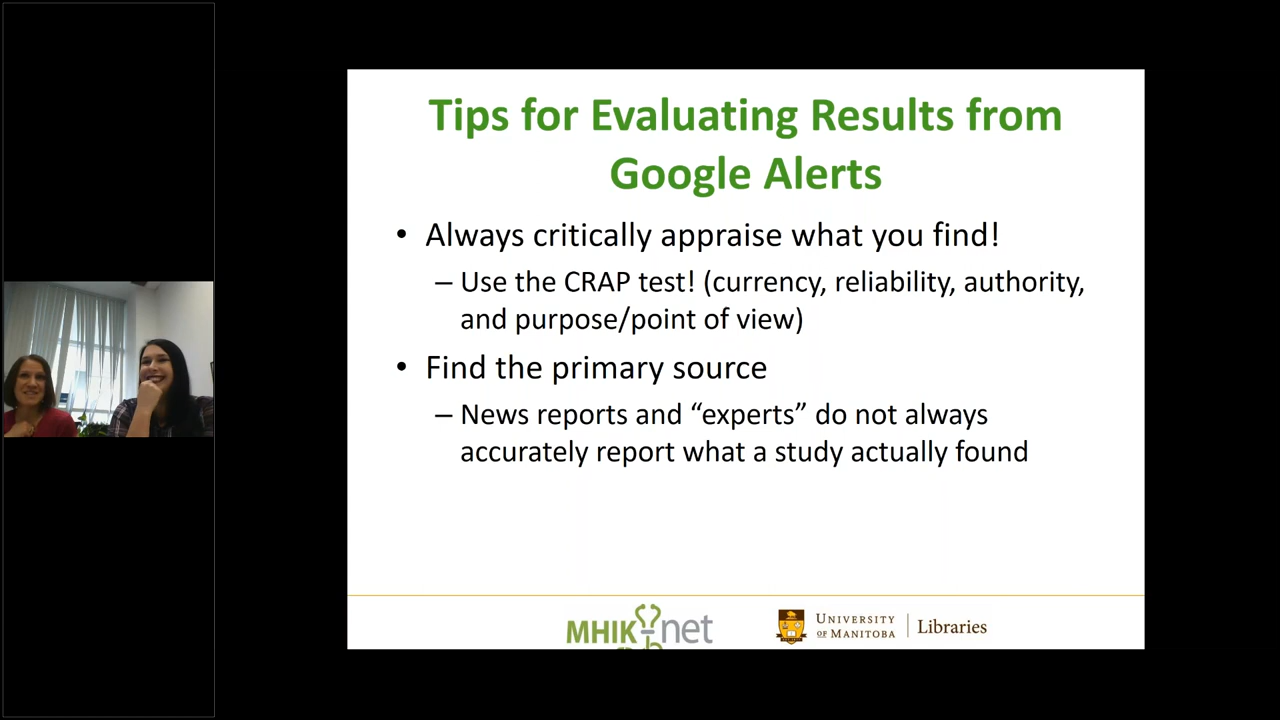 Tips for Evaluating Results from
Google Alerts
• Always critically appraise what you find!
– Use the CRAP test! (currency, reliability, authority,
and purpose/point of view)
• Find the primary source
– News reports and “experts” do not always
accurately report what a study actually found
MHIKnet
UNIVERSITY
OF MANITOBA
Libraries